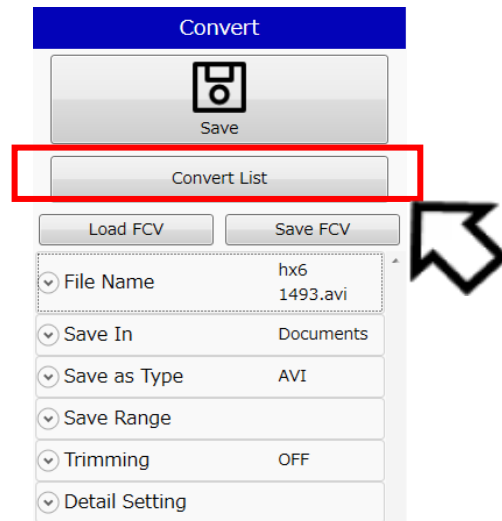 Convert
Save
Convert List
Load FCV Save FCV
File Name hx6
1493.avi
Save In Documents
Save as Type AVI
Save Range
Trimming OFF
Detail Setting